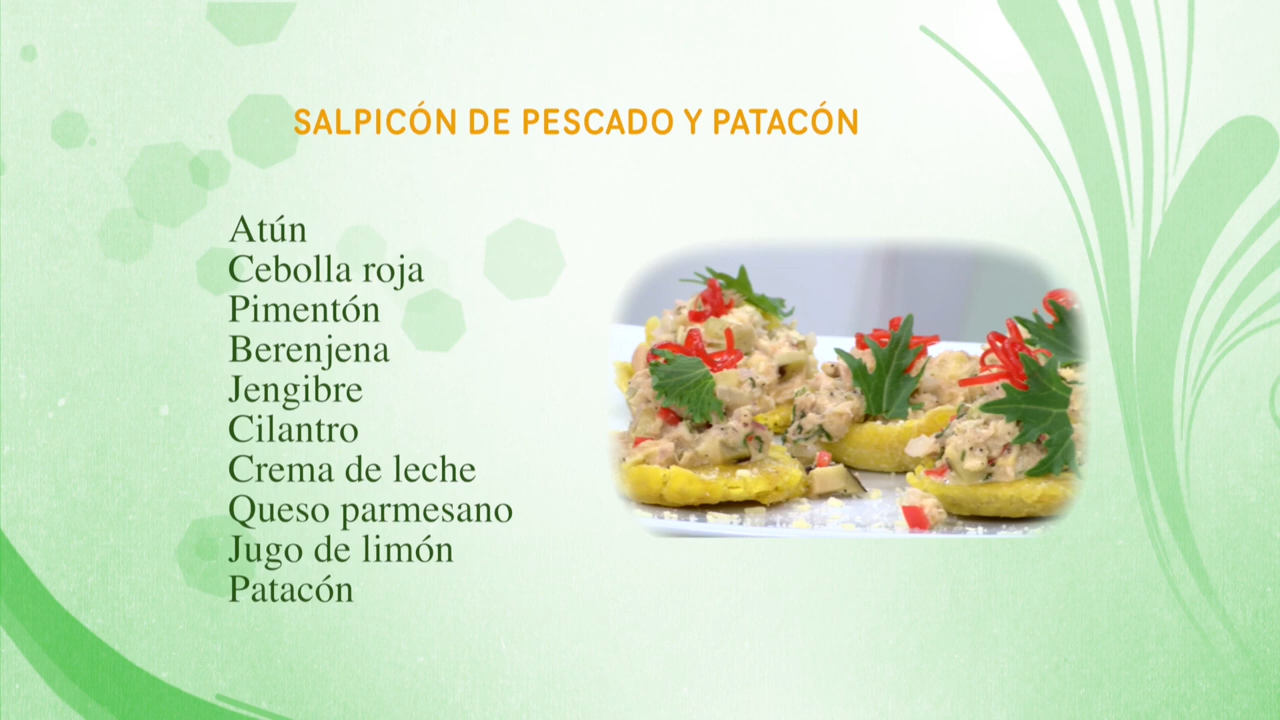 SALPICÓN DE PESCADO Y PATACÓN
Atún
Cebolla roja
Pimentón
Berenjena
Jengibre
Cilantro
Crema de leche
Queso parmesano
Jugo de limón
Patacón